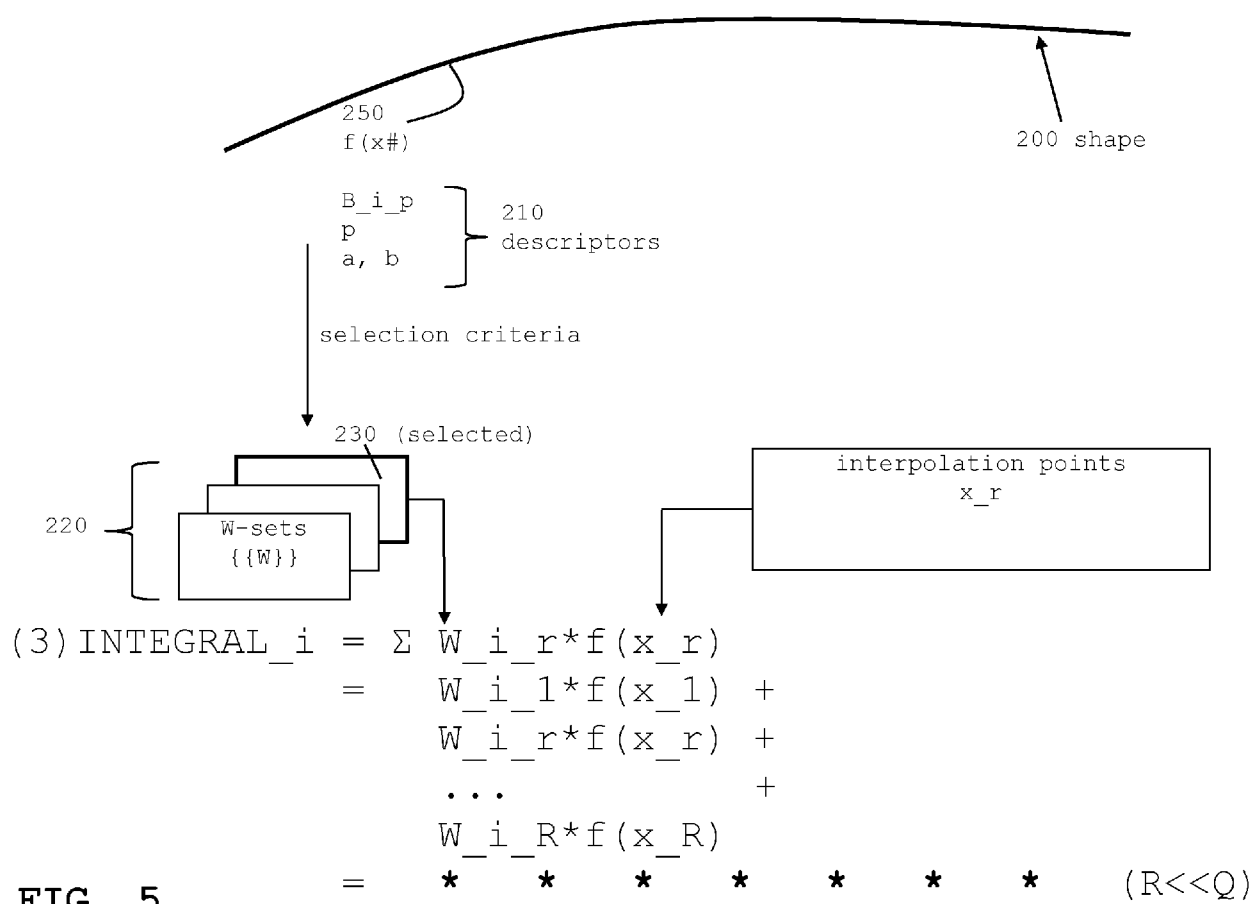 250
f(x#)
200 shape
B_i_p
p
a, b
210
descriptors
selection criteria
230 (selected)
220
W-sets
{{W}}
interpolation points
x_r
(3) INTEGRAL_i = Σ W_i_r*f(x_r)
= W_i_1*f(x_1) +
W_i_r*f(x_r) +
... +
W_i_R*f(x_R)
= * * * * * * * (R<<Q)
FIG. 5